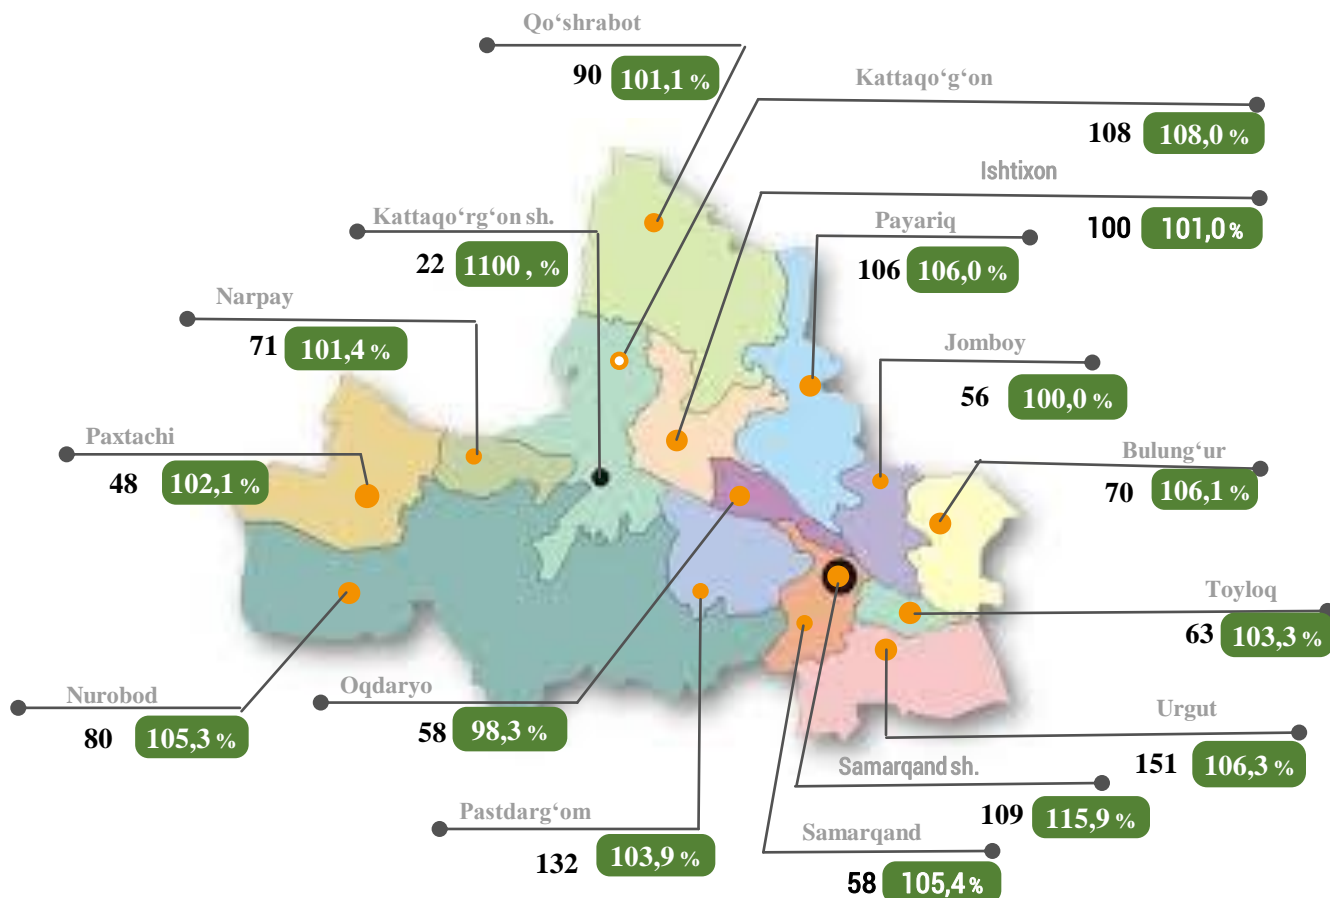 Qo‘shrabot
90 101,1 %
Kattaqo‘g‘on
108 108,0 %
Ishtixon
100 101,0 %
Kattaqo‘rg‘on sh.
22 1100 , %
Payariq
106 106,0 %
Narpay
71 101,4 %
Jomboy
56 100,0 %
Paxtachi
48 102,1 %
Bulung‘ur
70 106,1 %
Toyloq
63 103,3 %
Nurobod
80 105,3 %
Oqdaryo
58 98,3 %
Urgut
151 106,3 %
Samarqand sh.
109 115,9 %
Pastdarg‘om
132 103,9 %
Samarqand
58 105,4 %